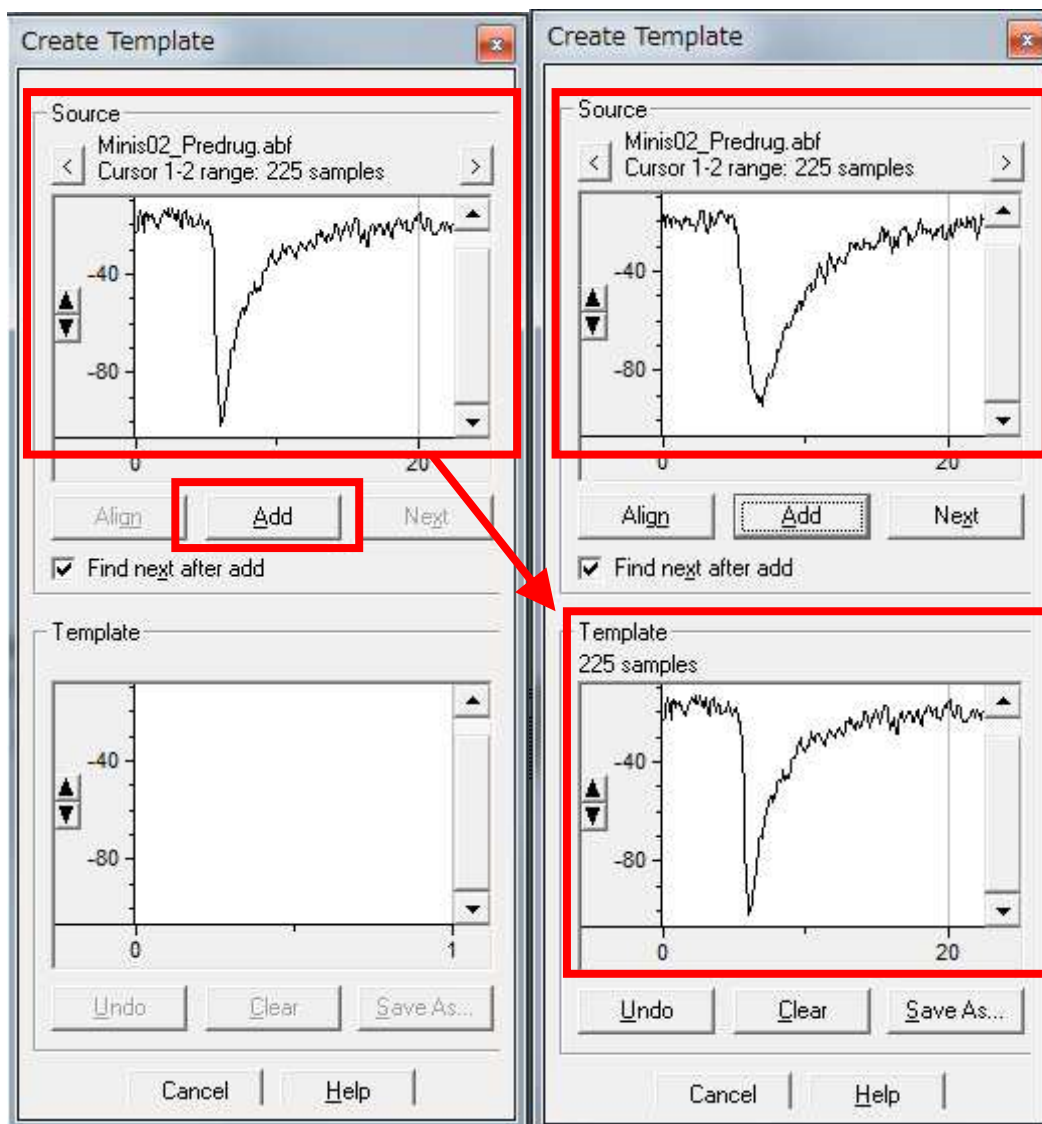 Create Template
x
Source
Minis02_Predrug.abf
< Cursor 1-2 range: 225 samples >
-40
-80
0 20
Align Add Next
Find next after add
Template
-40
-80
0 1
Undo Clear Save As...
Cancel Help
Create Template
x
Source
Minis02_Predrug.abf
< Cursor 1-2 range: 225 samples >
-40
-80
0 20
Align Add Next
Find next after add
Template
225 samples
-40
-80
0 20
Undo Clear Save As...
Cancel Help